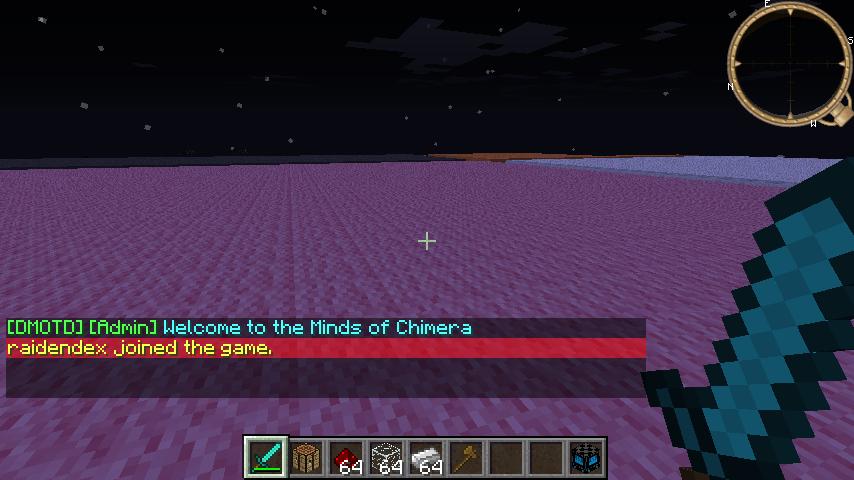 E
S
N
W
[DMOTD] [Admin] Welcome to the Minds of Chimera
raidendex joined the game.
64 64 64